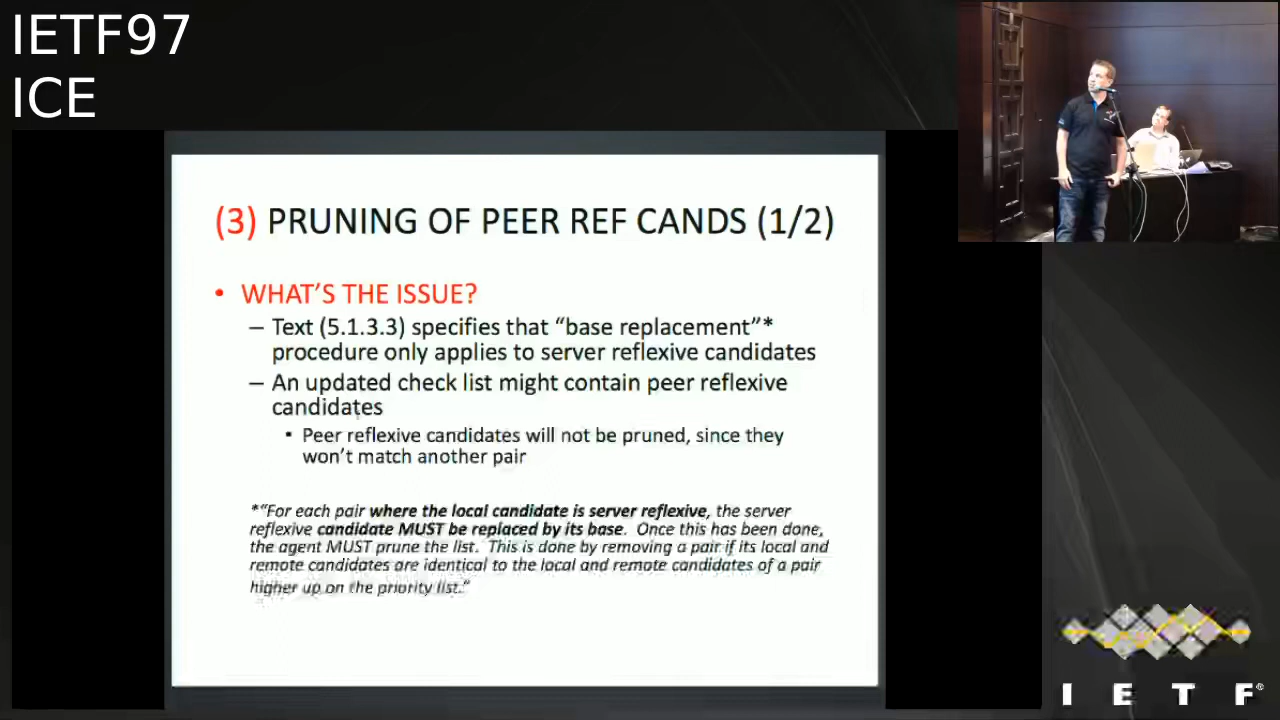 IETF97
ICE
(3) PRUNING OF PEER REF CANDS (1/2)
• WHAT'S THE ISSUE?
– Text (5.1.3.3) specifies that “base replacement”*
procedure only applies to server reflexive candidates
– An updated check list might contain peer reflexive
candidates
▪ Peer reflexive candidates will not be pruned, since they
won't match another pair
*“For each pair where the local candidate is server reflexive, the server
reflexive candidate MUST be replaced by its base. Once this has been done,
the agent MUST prune the list. This is done by removing a pair if its local and
remote candidates are identical to the local and remote candidates of a pair
higher up on the priority list.”
I E T F®